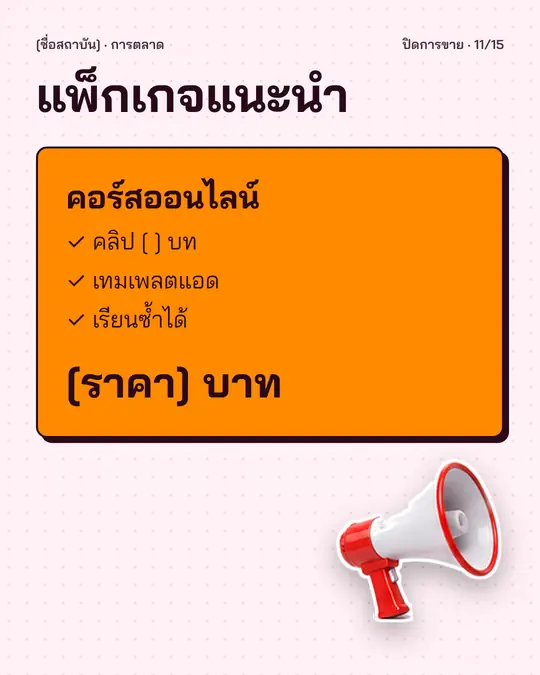 [ชื่อสถาบัน] · การตลาด
ปิดการขาย · 11/15
แพ็กเกจแนะนำ
คอร์สออนไลน์
✓ คลิป [ ] บท
✓ เทมเพลตแอด
✓ เรียนซ้ำได้
[ราคา] บาท